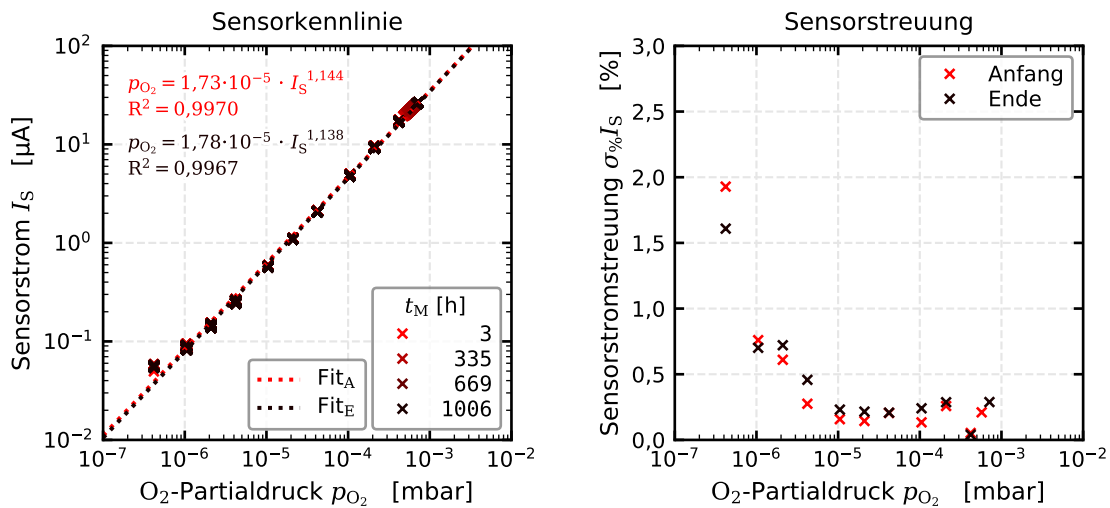 Sensorkennlinie
10² 10¹ 10⁰ 10⁻¹ 10⁻²
Sensorstrom I_S [µA]
p_O₂ = 1,73·10⁻⁵ · I_S^1,144
R² = 0,9970
p_O₂ = 1,78·10⁻⁵ · I_S^1,138
R² = 0,9967
Fit_A
Fit_E
t_M [h]
3
335
669
1006
10⁻⁷ 10⁻⁶ 10⁻⁵ 10⁻⁴ 10⁻³ 10⁻²
O₂-Partialdruck p_O₂ [mbar]
Sensorstreuung
3,0 2,5 2,0 1,5 1,0 0,5 0,0
Sensorstromstreuung σ_% I_S [%]
Anfang
Ende
10⁻⁷ 10⁻⁶ 10⁻⁵ 10⁻⁴ 10⁻³ 10⁻²
O₂-Partialdruck p_O₂ [mbar]